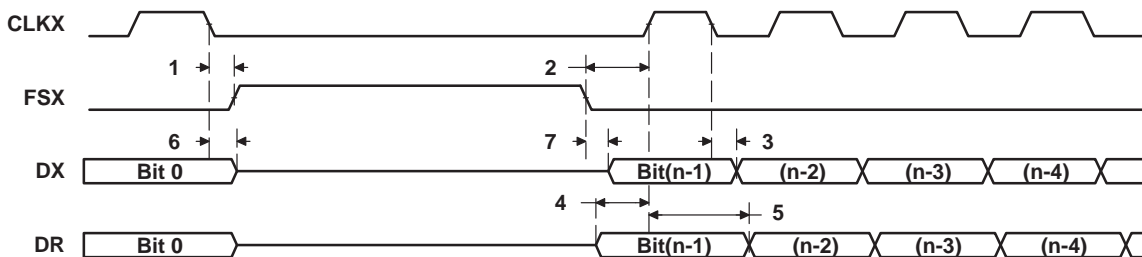 CLKX
1 2
FSX
6 7 3
DX Bit 0 Bit(n-1) (n-2) (n-3) (n-4)
4 5
DR Bit 0 Bit(n-1) (n-2) (n-3) (n-4)